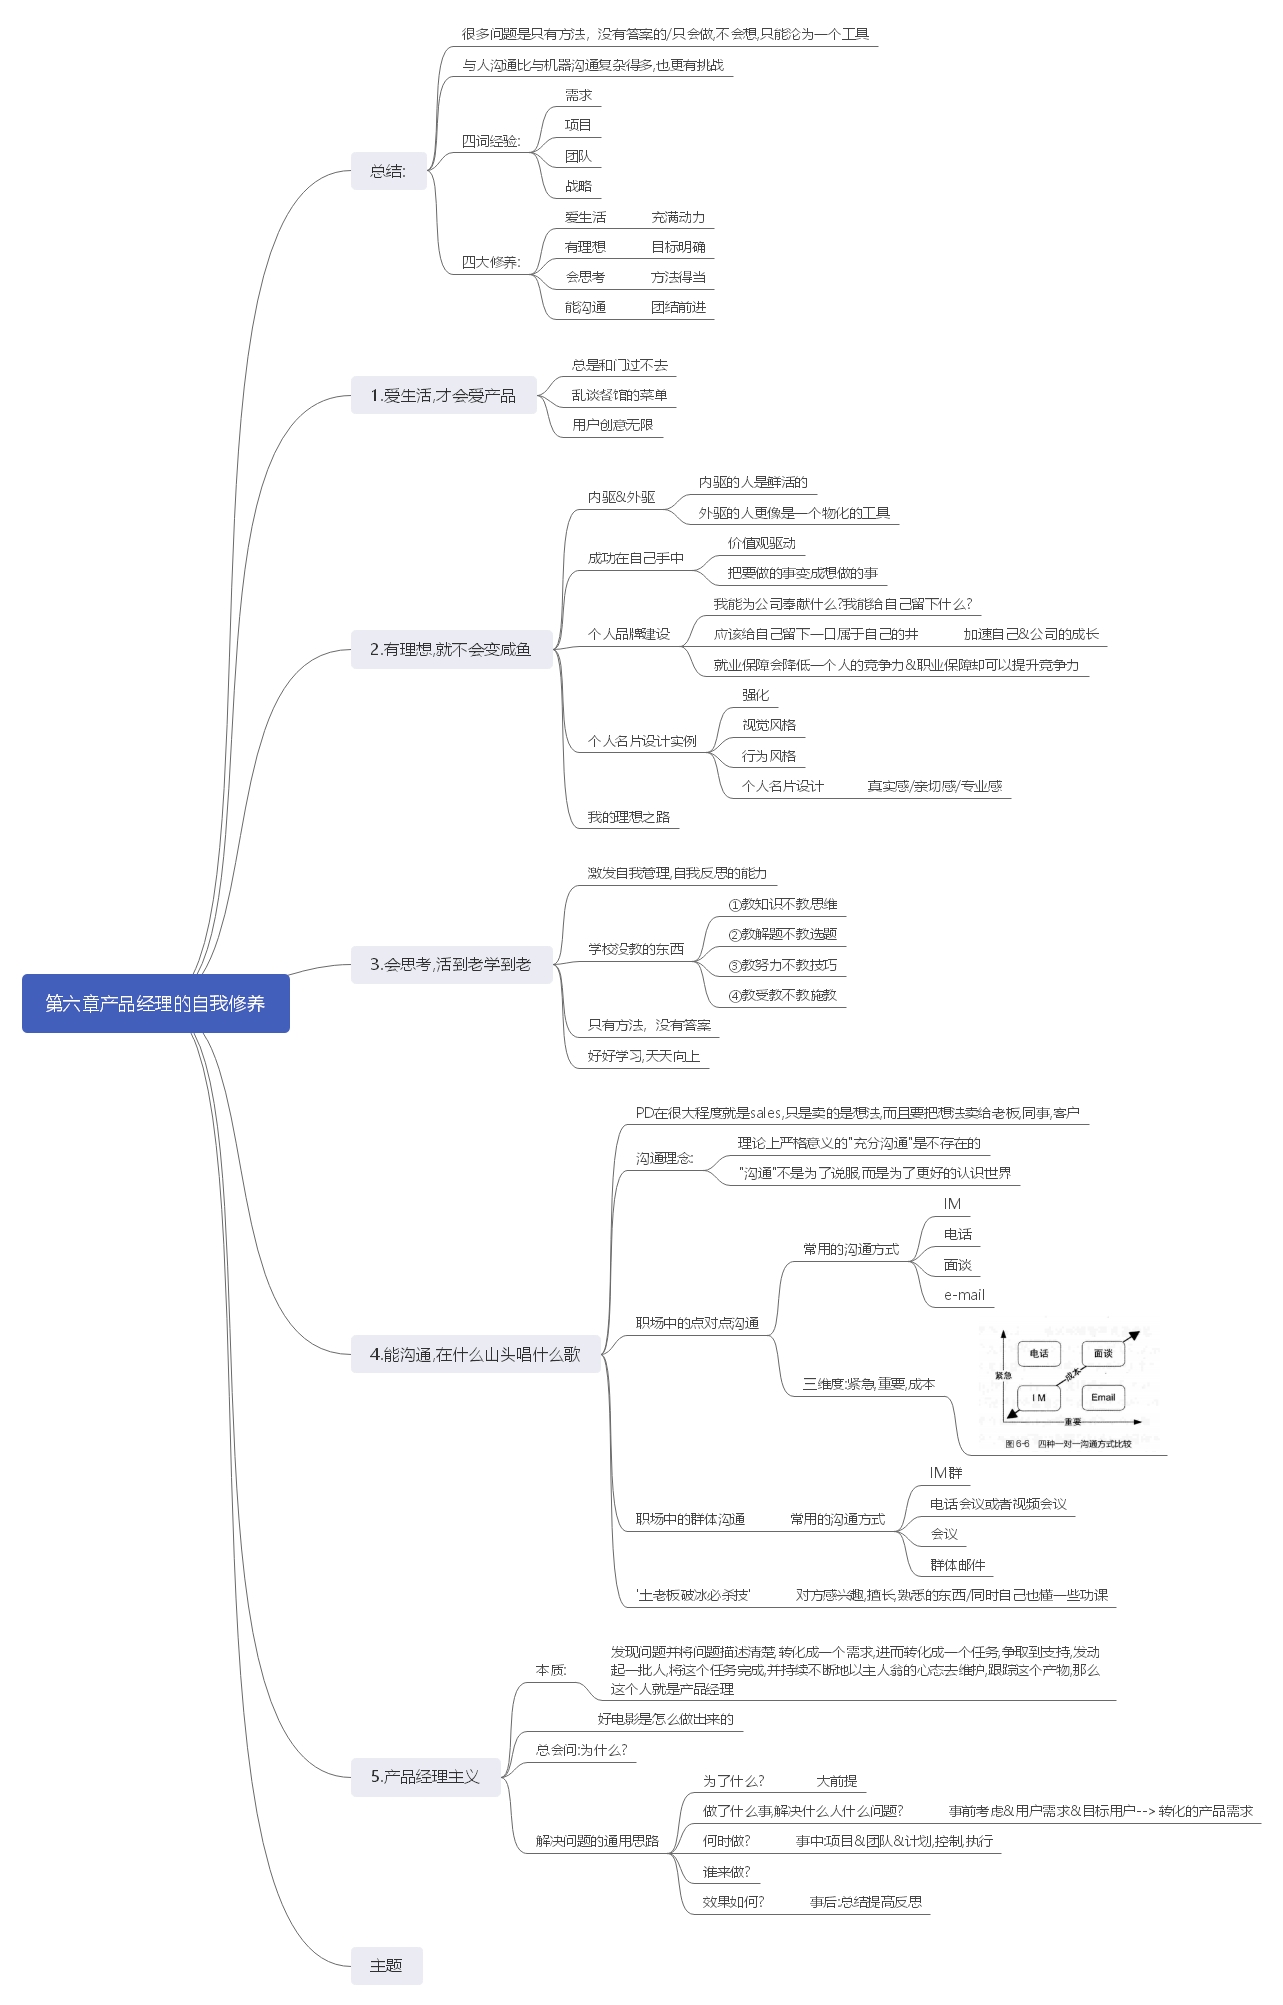 第六章产品经理的自我修养
总结:
很多问题是只有方法，没有答案的/只会做,不会想,只能沦为一个工具
与人沟通比与机器沟通复杂得多,也更有挑战
四词经验:
需求
项目
团队
战略
四大修养:
爱生活 充满动力
有理想 目标明确
会思考 方法得当
能沟通 团结前进
1.爱生活,才会爱产品
总是和门过不去
乱谈餐馆的菜单
用户创意无限
2.有理想,就不会变咸鱼
内驱&外驱
内驱的人是鲜活的
外驱的人更像是一个物化的工具
成功在自己手中
价值观驱动
把要做的事变成想做的事
个人品牌建设
我能为公司奉献什么?我能给自己留下什么?
应该给自己留下一口属于自己的井 加速自己&公司的成长
就业保障会降低一个人的竞争力&职业保障却可以提升竞争力
个人名片设计实例
强化
视觉风格
行为风格
个人名片设计 真实感/亲切感/专业感
我的理想之路
3.会思考,活到老学到老
激发自我管理,自我反思的能力
学校没教的东西
①教知识不教思维
②教解题不教选题
③教努力不教技巧
④教受教不教施教
只有方法，没有答案
好好学习,天天向上
4.能沟通,在什么山头唱什么歌
PD在很大程度就是sales,只是卖的是想法,而且要把想法卖给老板,同事,客户
沟通理念:
理论上严格意义的"充分沟通"是不存在的
"沟通"不是为了说服,而是为了更好的认识世界
职场中的点对点沟通
常用的沟通方式
IM
电话
面谈
e-mail
三维度:紧急,重要,成本
电话
面谈
紧急
成本
IM
Email
重要
图6-6 四种一对一沟通方式比较
职场中的群体沟通 常用的沟通方式
IM群
电话会议或者视频会议
会议
群体邮件
'土老板破冰必杀技' 对方感兴趣,擅长,熟悉的东西/同时自己也懂一些功课
5.产品经理主义
本质:
发现问题并将问题描述清楚,转化成一个需求,进而转化成一个任务,争取到支持,发动
起一批人,将这个任务完成,并持续不断地以主人翁的心态去维护,跟踪这个产物,那么
这个人就是产品经理
好电影是怎么做出来的
总会问:为什么?
解决问题的通用思路
为了什么? 大前提
做了什么事,解决什么人什么问题? 事前考虑&用户需求&目标用户-->转化的产品需求
何时做? 事中:项目&团队&计划,控制,执行
谁来做?
效果如何? 事后:总结提高反思
主题